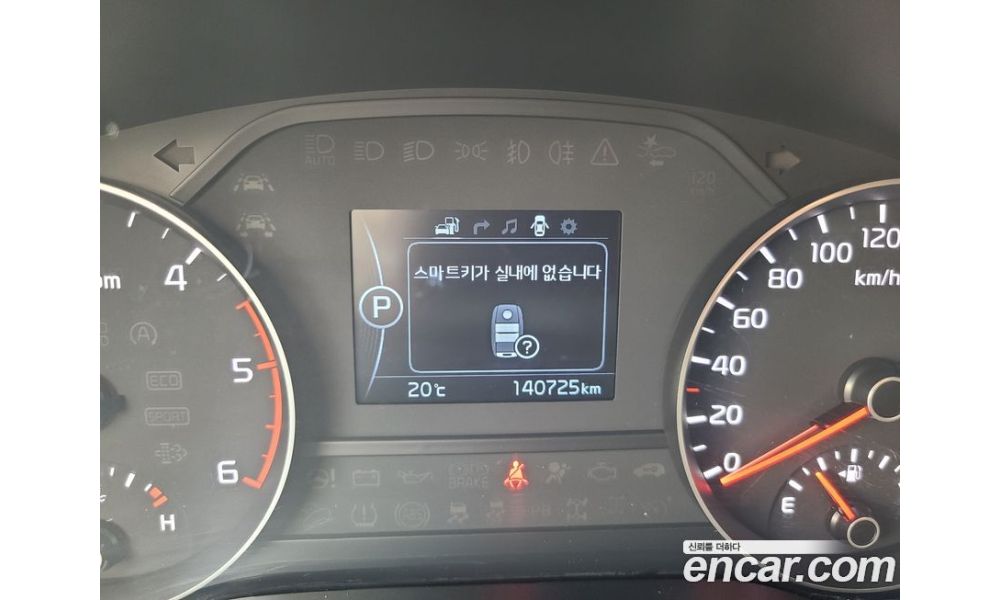 AUTO
120
km/h
스마트키가 실내에 없습니다
P
?
20℃
140725km
4
5
6
ECO
SPORT
H
BRAKE
ABS
0
20
40
60
80
100
120
km/h
E
신뢰를 더하다
encar.com